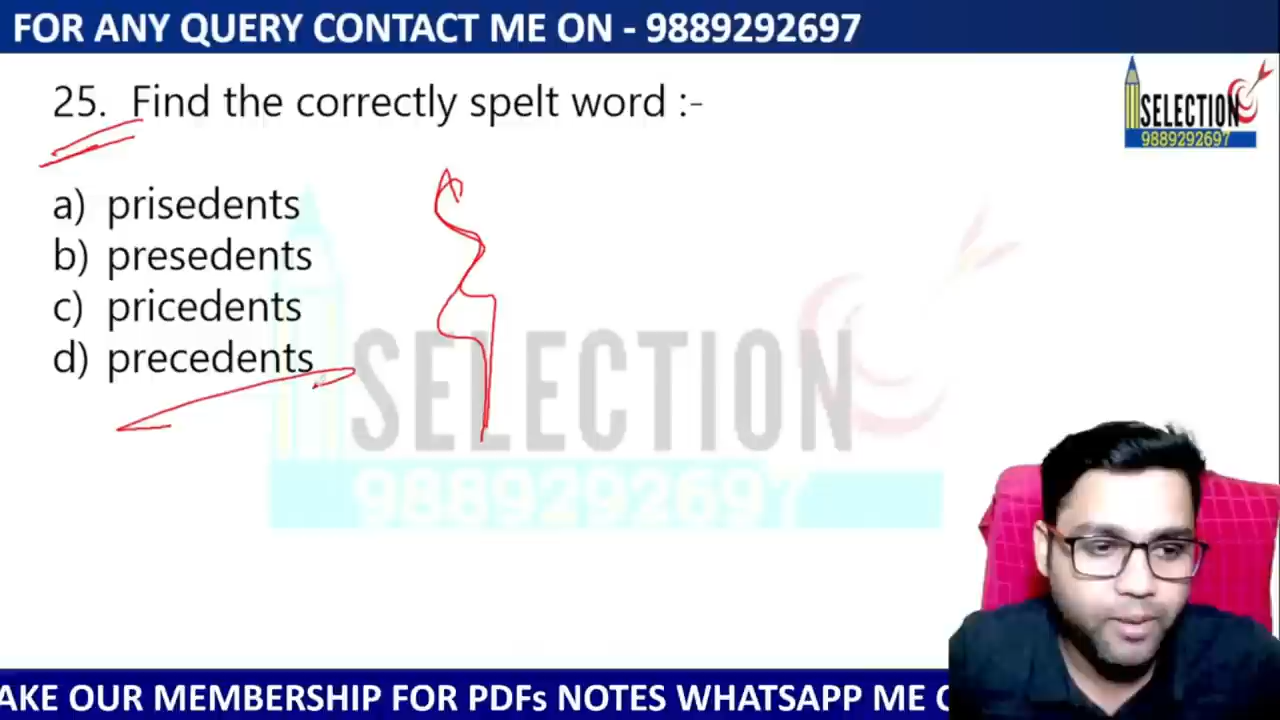 FOR ANY QUERY CONTACT ME ON - 9889292697
SELECTION
9889292697
25. Find the correctly spelt word :-
a) prisedents
b) presedents
c) pricedents
d) precedents
SELECTION
9889292697
AKE OUR MEMBERSHIP FOR PDFs NOTES WHATSAPP ME